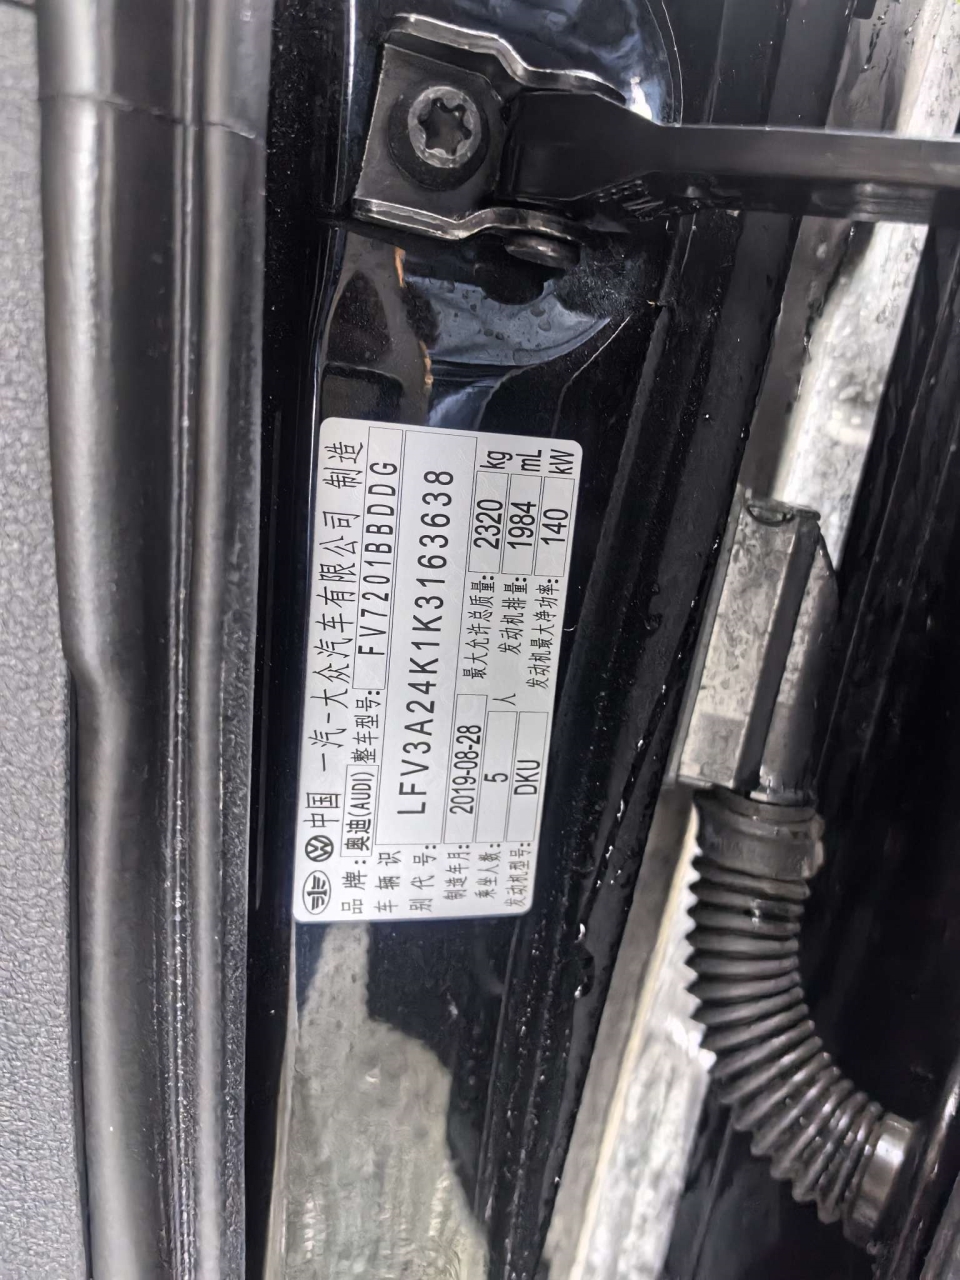 中国 一汽-大众汽车有限公司 制造
品牌: 奥迪(AUDI) 整车型号: FV7201BBDDG
车辆识
别代号: LFV3A24K1K3163638
制造年月: 2019-08-28 最大允许总质量: 2320 kg
乘坐人数: 5 人 发动机排量: 1984 mL
发动机型号: DKU 发动机最大净功率: 140 kW